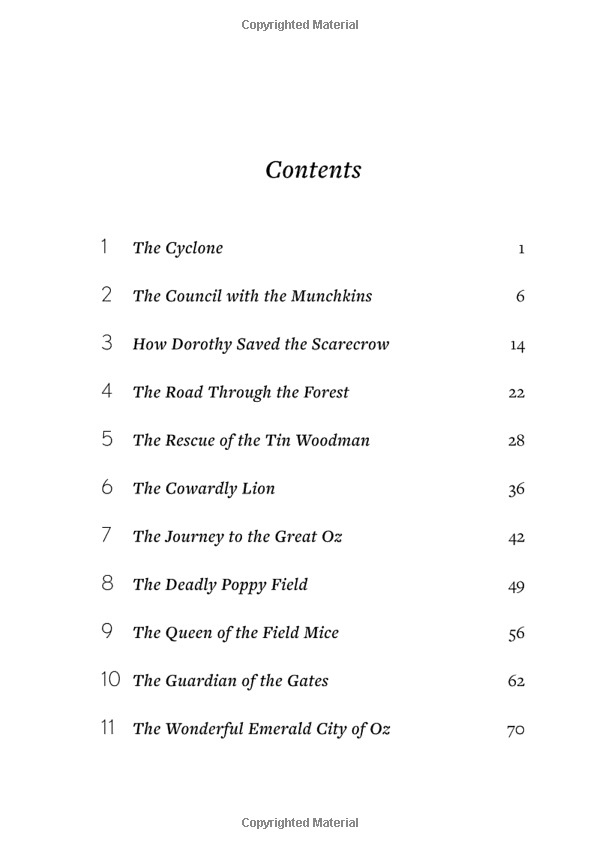 Copyrighted Material
Contents
1 The Cyclone 1
2 The Council with the Munchkins 6
3 How Dorothy Saved the Scarecrow 14
4 The Road Through the Forest 22
5 The Rescue of the Tin Woodman 28
6 The Cowardly Lion 36
7 The Journey to the Great Oz 42
8 The Deadly Poppy Field 49
9 The Queen of the Field Mice 56
10 The Guardian of the Gates 62
11 The Wonderful Emerald City of Oz 70
Copyrighted Material